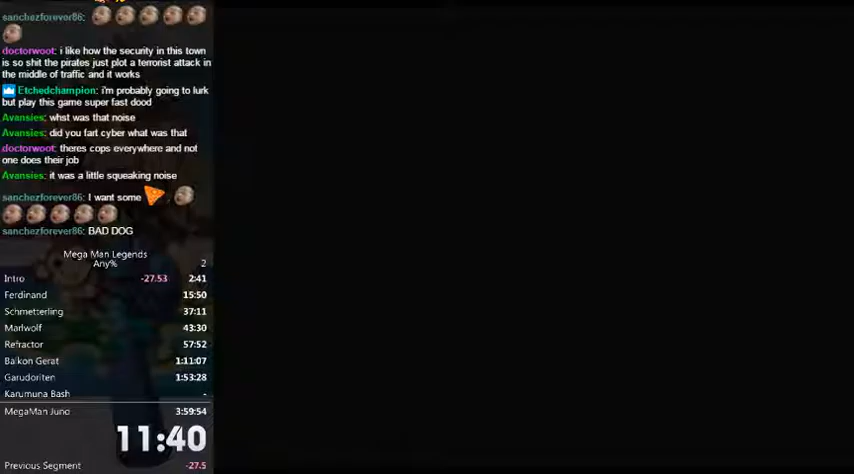 sanchezforever86:
doctorwoot: i like how the security in this town
is so shit the pirates just plot a terrorist attack in
the middle of traffic and it works
Etchedchampion: i'm probably going to lurk
but play this game super fast dood
Avansies: whst was that noise
Avansies: did you fart cyber what was that
doctorwoot: theres cops everywhere and not
one does their job
Avansies: it was a little squeaking noise
sanchezforever86: I want some
sanchezforever86: BAD DOG
Mega Man Legends
Any% 2
Intro -27.53 2:41
Ferdinand 15:50
Schmetterling 37:11
Marlwolf 43:30
Refractor 57:52
Balkon Gerat 1:11:07
Garudoriten 1:53:28
Karumuna Bash -
MegaMan Juno 3:59:54
11:40
Previous Segment -27.5